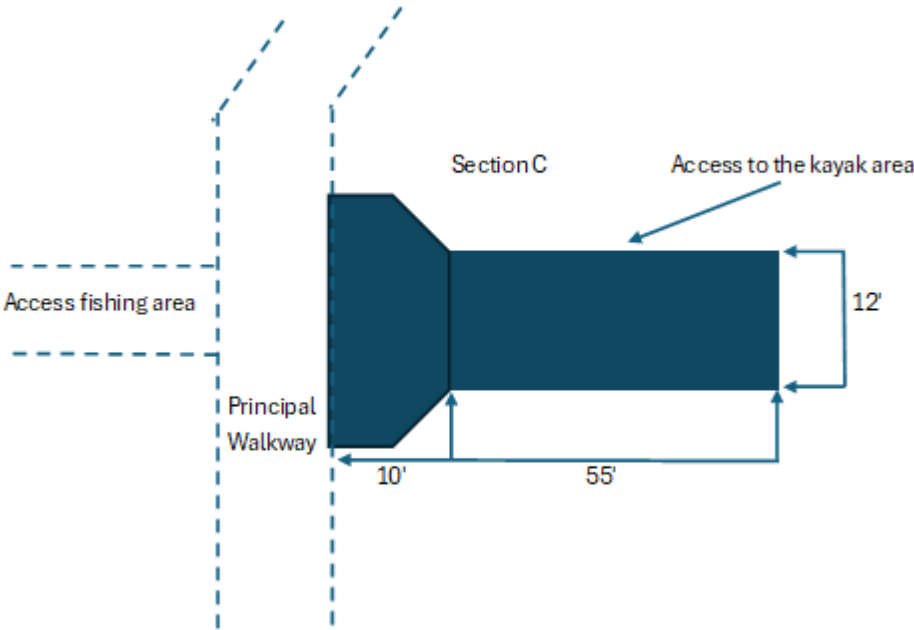 Section C
Access to the kayak area
Access fishing area
12'
Principal
Walkway
10'
55'